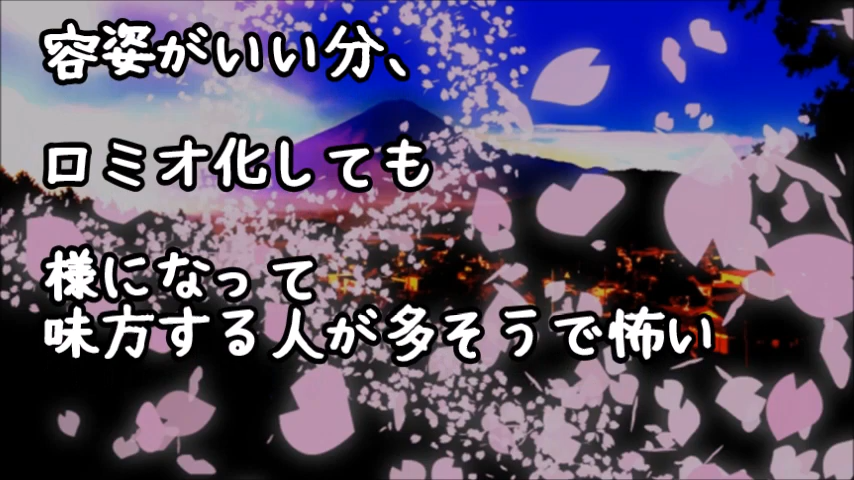 容姿がいい分、
ロミオ化しても
様になって
味方する人が多そうで怖い